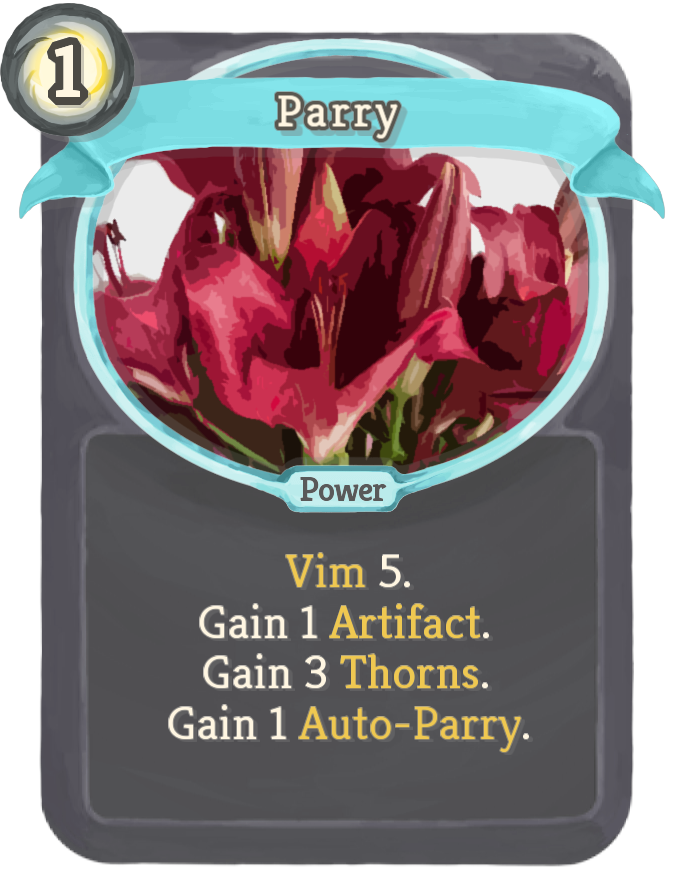 1
Parry
Power
Vim 5.
Gain 1 Artifact.
Gain 3 Thorns.
Gain 1 Auto-Parry.